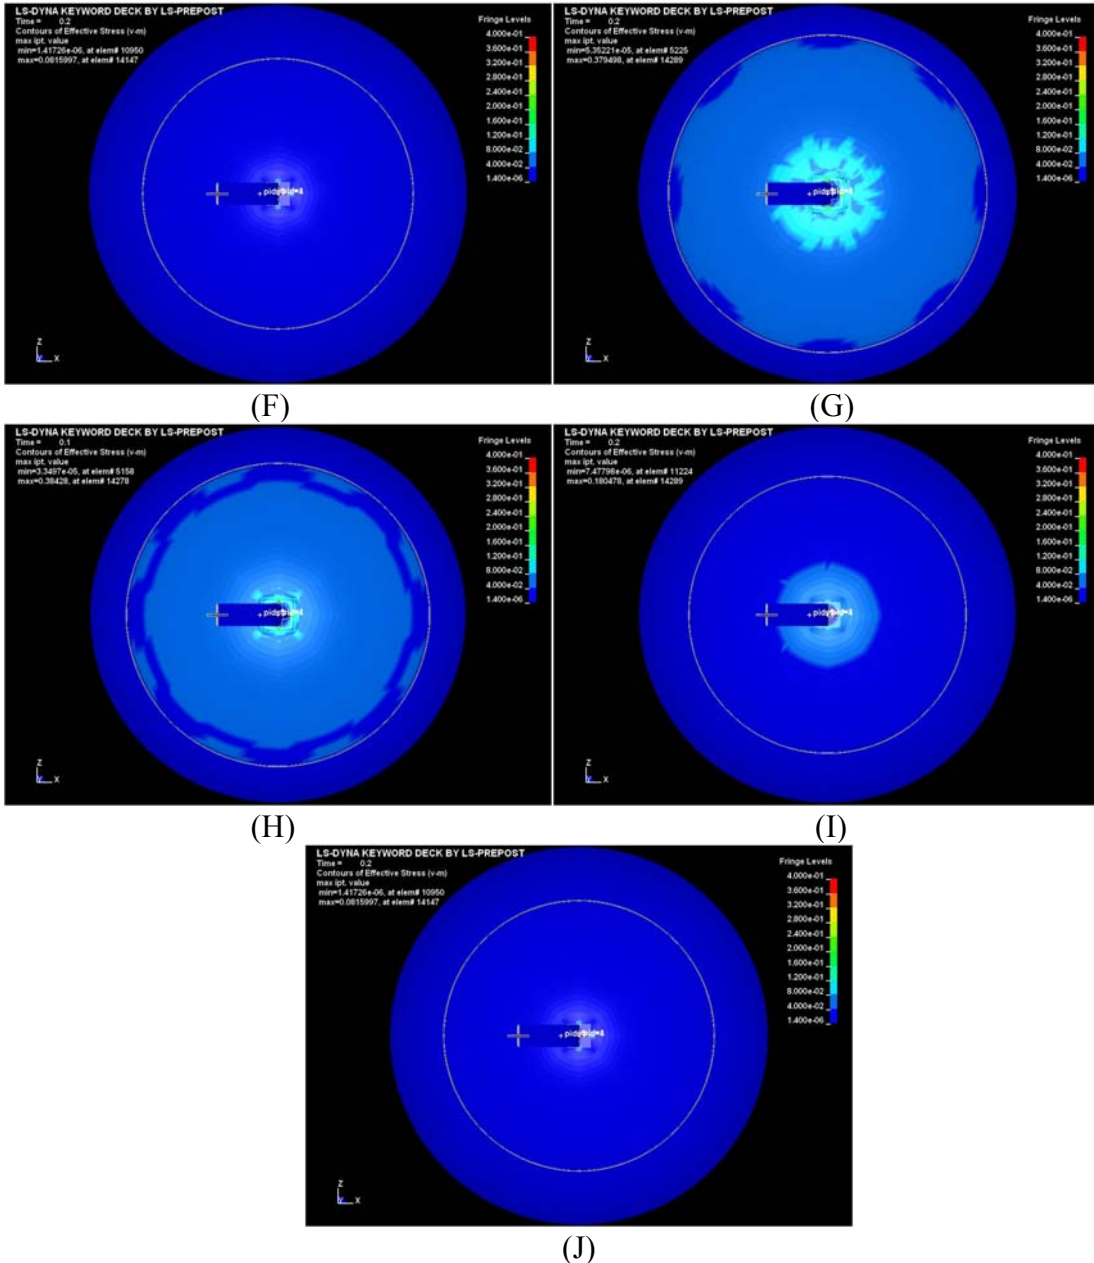 LS-DYNA KEYWORD DECK BY LS-PREPOST
Time = 0.2
Contours of Effective Stress (v-m)
max ipt. value
min=1.41726e-06, at elem# 10950
max=0.0815997, at elem# 14147
Fringe Levels
4.000e-01
3.600e-01
3.200e-01
2.800e-01
2.400e-01
2.000e-01
1.600e-01
1.200e-01
8.000e-02
4.000e-02
1.400e-06
Z
Y X
(F)
LS-DYNA KEYWORD DECK BY LS-PREPOST
Time = 0.2
Contours of Effective Stress (v-m)
max ipt. value
min=5.35221e-05, at elem# 5225
max=0.379498, at elem# 14289
Fringe Levels
4.000e-01
3.600e-01
3.200e-01
2.800e-01
2.400e-01
2.000e-01
1.600e-01
1.200e-01
8.000e-02
4.000e-02
1.400e-06
Z
Y X
(G)
LS-DYNA KEYWORD DECK BY LS-PREPOST
Time = 0.1
Contours of Effective Stress (v-m)
max ipt. value
min=3.3497e-05, at elem# 5158
max=0.38428, at elem# 14278
Fringe Levels
4.000e-01
3.600e-01
3.200e-01
2.800e-01
2.400e-01
2.000e-01
1.600e-01
1.200e-01
8.000e-02
4.000e-02
1.400e-06
Z
Y X
(H)
LS-DYNA KEYWORD DECK BY LS-PREPOST
Time = 0.2
Contours of Effective Stress (v-m)
max ipt. value
min=7.47798e-06, at elem# 11224
max=0.180478, at elem# 14289
Fringe Levels
4.000e-01
3.600e-01
3.200e-01
2.800e-01
2.400e-01
2.000e-01
1.600e-01
1.200e-01
8.000e-02
4.000e-02
1.400e-06
Z
Y X
(I)
LS-DYNA KEYWORD DECK BY LS-PREPOST
Time = 0.2
Contours of Effective Stress (v-m)
max ipt. value
min=1.41726e-06, at elem# 10950
max=0.0815997, at elem# 14147
Fringe Levels
4.000e-01
3.600e-01
3.200e-01
2.800e-01
2.400e-01
2.000e-01
1.600e-01
1.200e-01
8.000e-02
4.000e-02
1.400e-06
Z
Y X
(J)